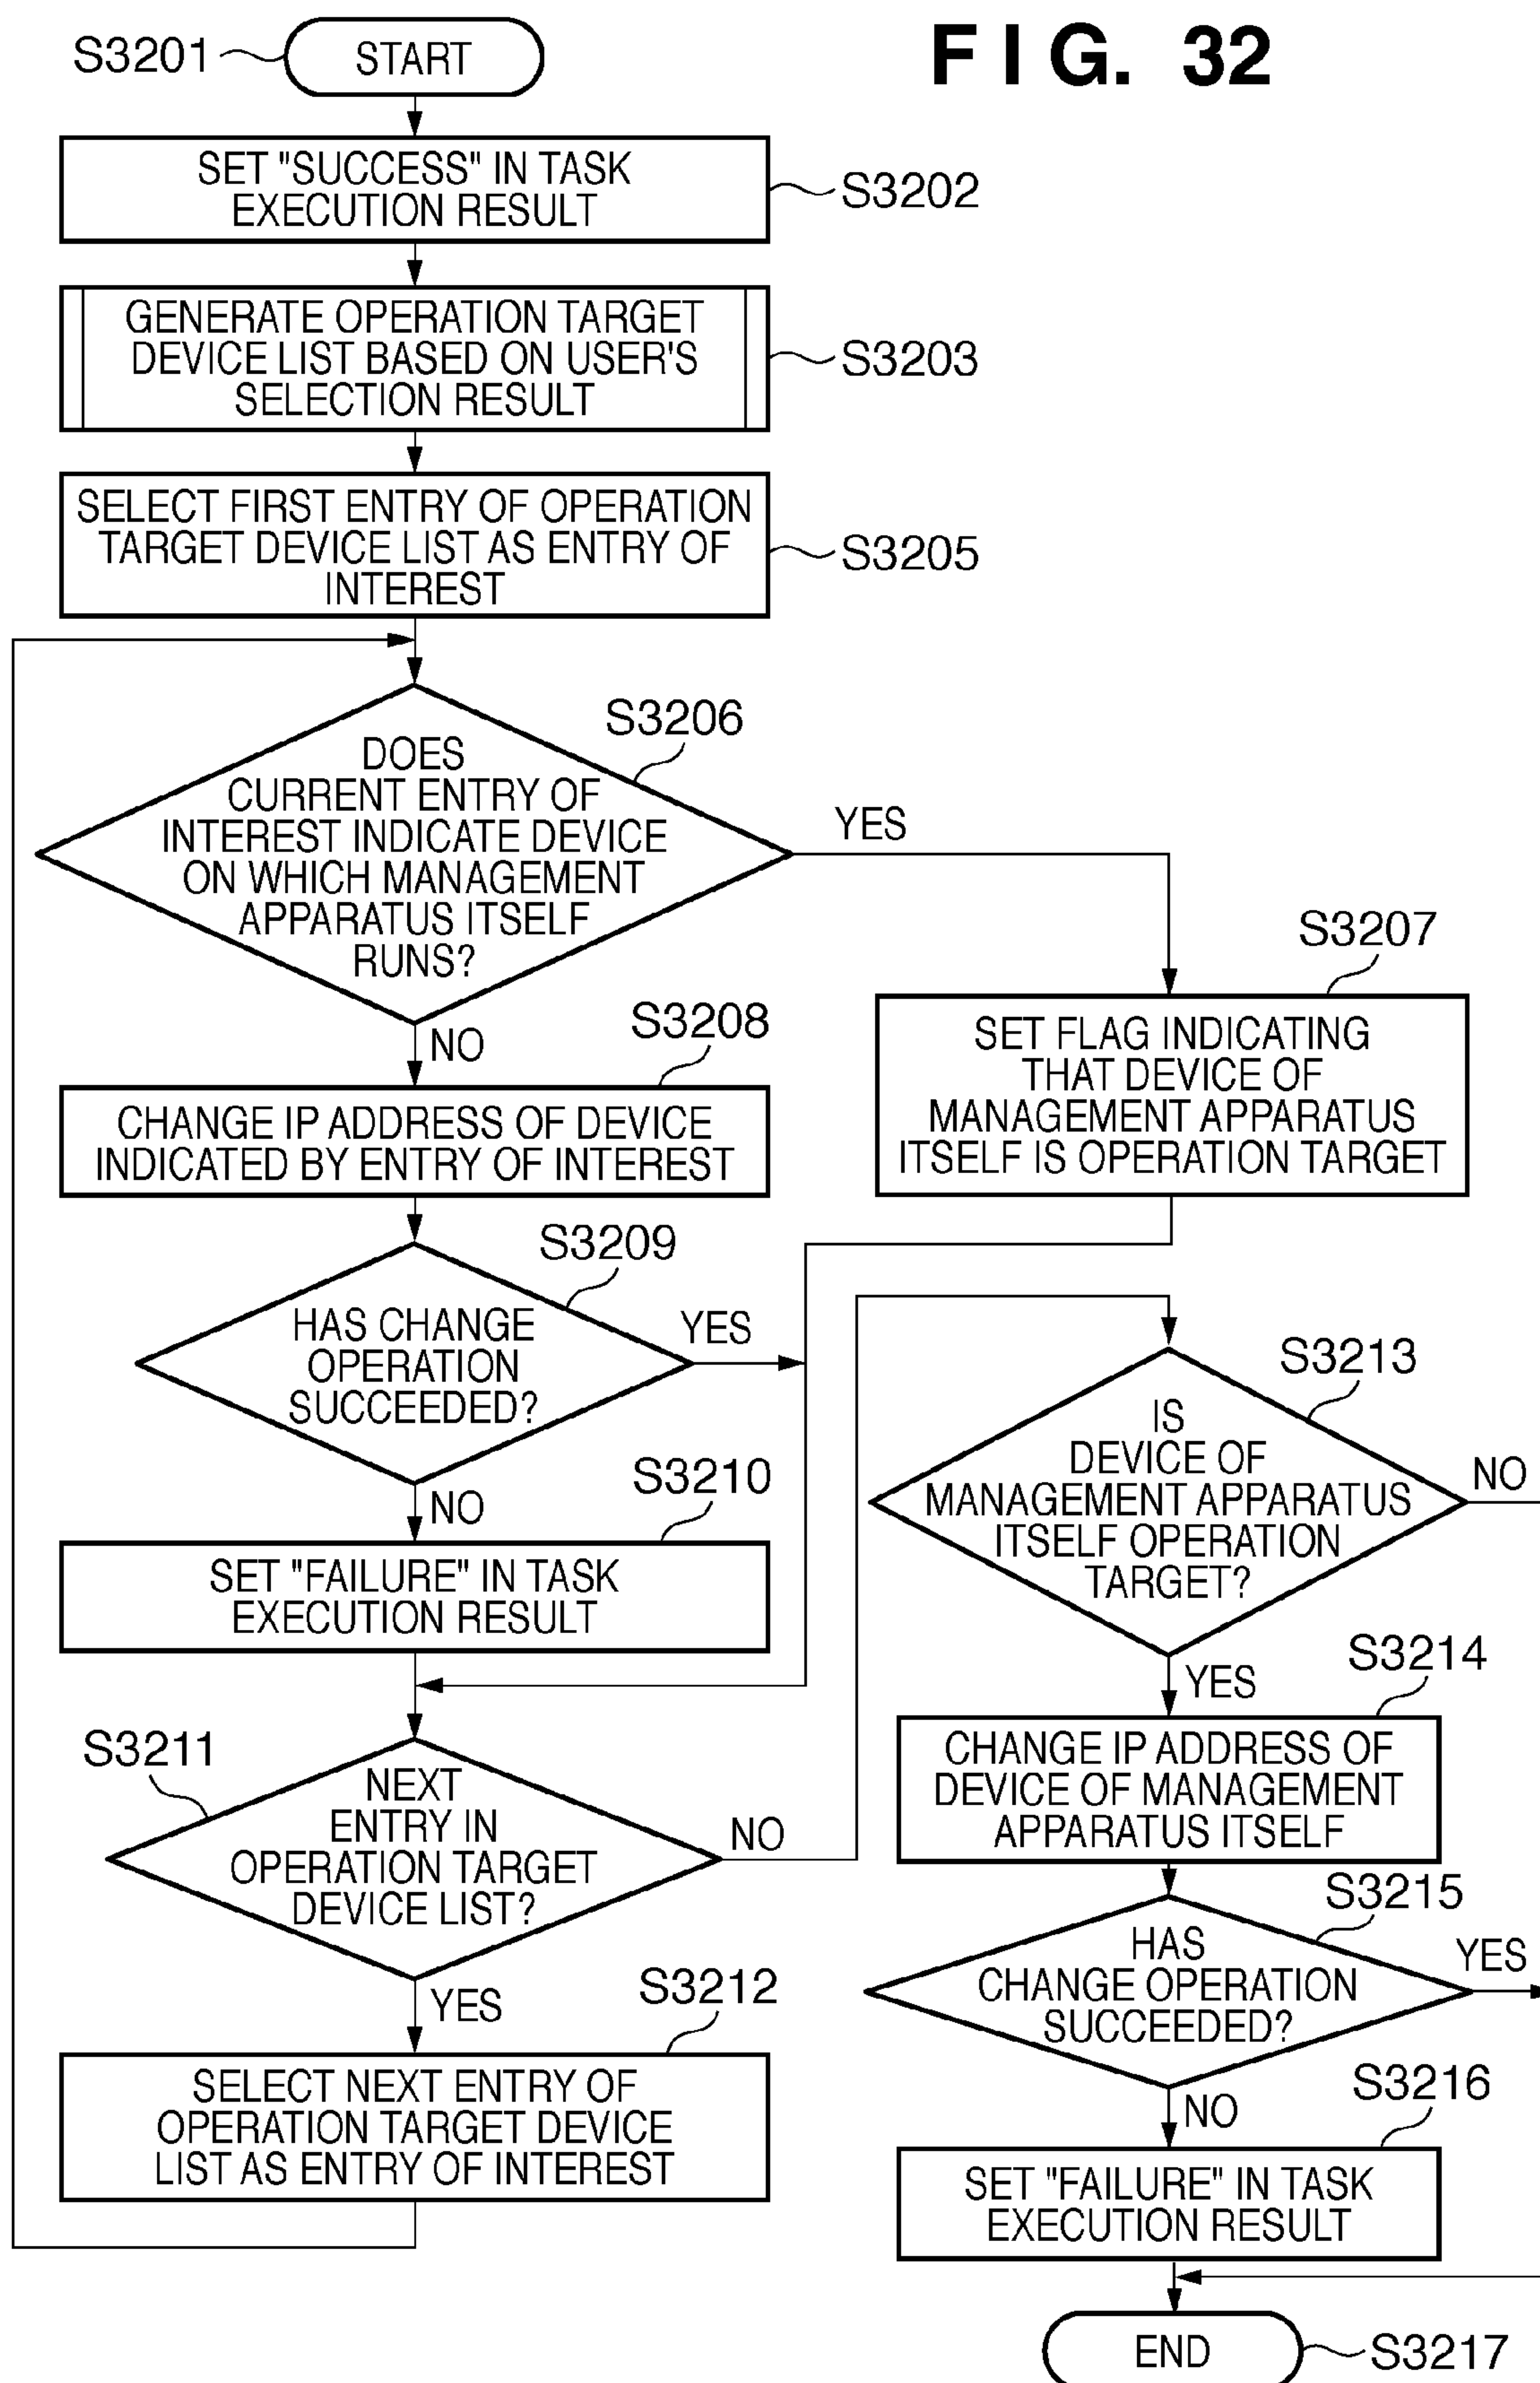 FIG. 32
S3201
START
SET "SUCCESS" IN TASK
EXECUTION RESULT
S3202
GENERATE OPERATION TARGET
DEVICE LIST BASED ON USER'S
SELECTION RESULT
S3203
SELECT FIRST ENTRY OF OPERATION
TARGET DEVICE LIST AS ENTRY OF
INTEREST
S3205
S3206
DOES
CURRENT ENTRY OF
INTEREST INDICATE DEVICE
ON WHICH MANAGEMENT
APPARATUS ITSELF
RUNS?
YES
NO
S3207
SET FLAG INDICATING
THAT DEVICE OF
MANAGEMENT APPARATUS
ITSELF IS OPERATION TARGET
S3208
CHANGE IP ADDRESS OF DEVICE
INDICATED BY ENTRY OF INTEREST
S3209
HAS CHANGE
OPERATION
SUCCEEDED?
YES
NO
S3210
SET "FAILURE" IN TASK
EXECUTION RESULT
S3211
NEXT
ENTRY IN
OPERATION TARGET
DEVICE LIST?
NO
YES
S3212
SELECT NEXT ENTRY OF
OPERATION TARGET DEVICE
LIST AS ENTRY OF INTEREST
S3213
IS
DEVICE OF
MANAGEMENT APPARATUS
ITSELF OPERATION
TARGET?
NO
YES
S3214
CHANGE IP ADDRESS OF
DEVICE OF MANAGEMENT
APPARATUS ITSELF
S3215
HAS
CHANGE OPERATION
SUCCEEDED?
YES
NO
S3216
SET "FAILURE" IN TASK
EXECUTION RESULT
END
S3217